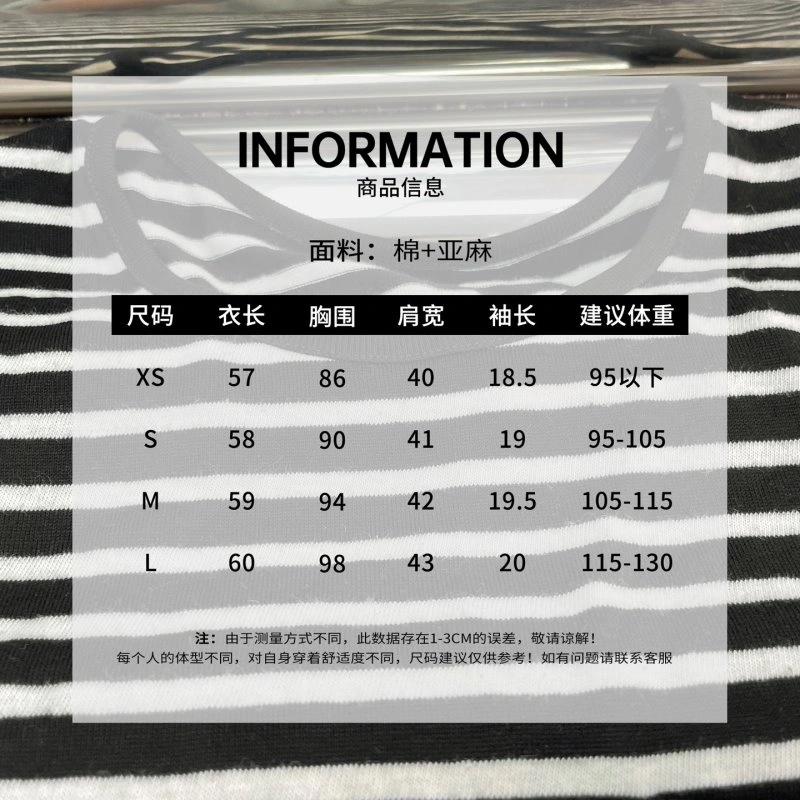 INFORMATION
商品信息
面料：棉+亚麻
尺码 衣长 胸围 肩宽 袖长 建议体重
XS 57 86 40 18.5 95以下
S 58 90 41 19 95-105
M 59 94 42 19.5 105-115
L 60 98 43 20 115-130
注：由于测量方式不同，此数据存在1-3CM的误差，敬请谅解！
每个人的体型不同，对自身穿着舒适度不同，尺码建议仅供参考！如有问题请联系客服